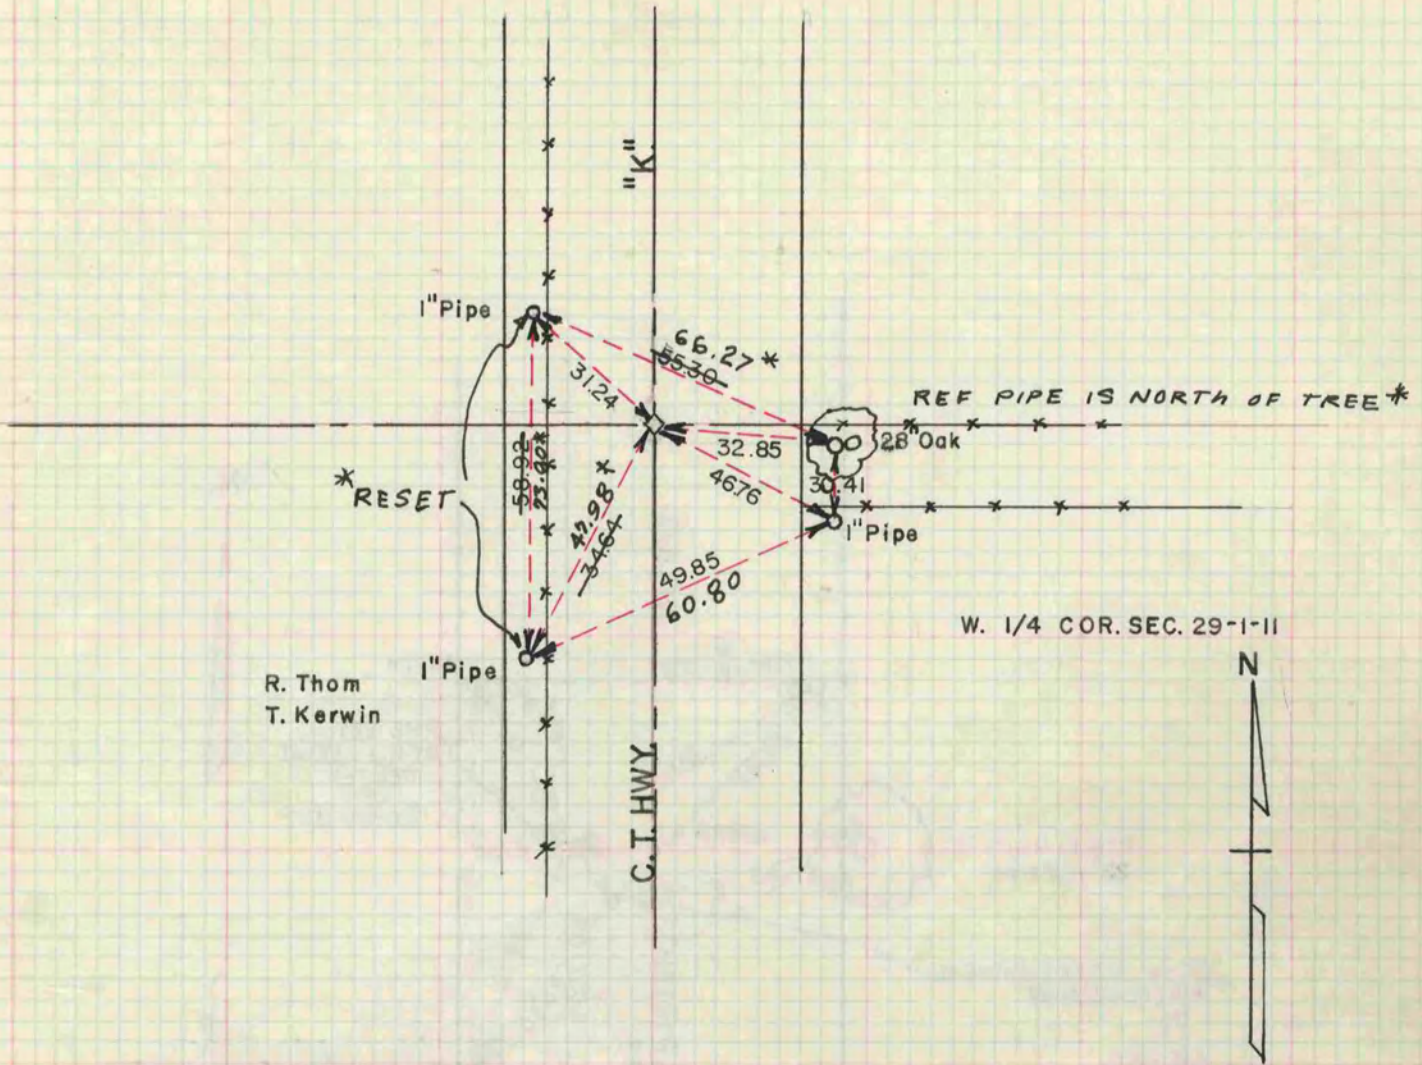 "K"
1" Pipe
66.27 *
55.30
31.24
REF PIPE IS NORTH OF TREE *
28" Oak
32.85
46.76
30.41
58.92
* RESET
47.98 *
34.64
1" Pipe
49.85
60.80
W. 1/4 COR. SEC. 29-1-11
N
1" Pipe
R. Thom
T. Kerwin
C.T. HWY.